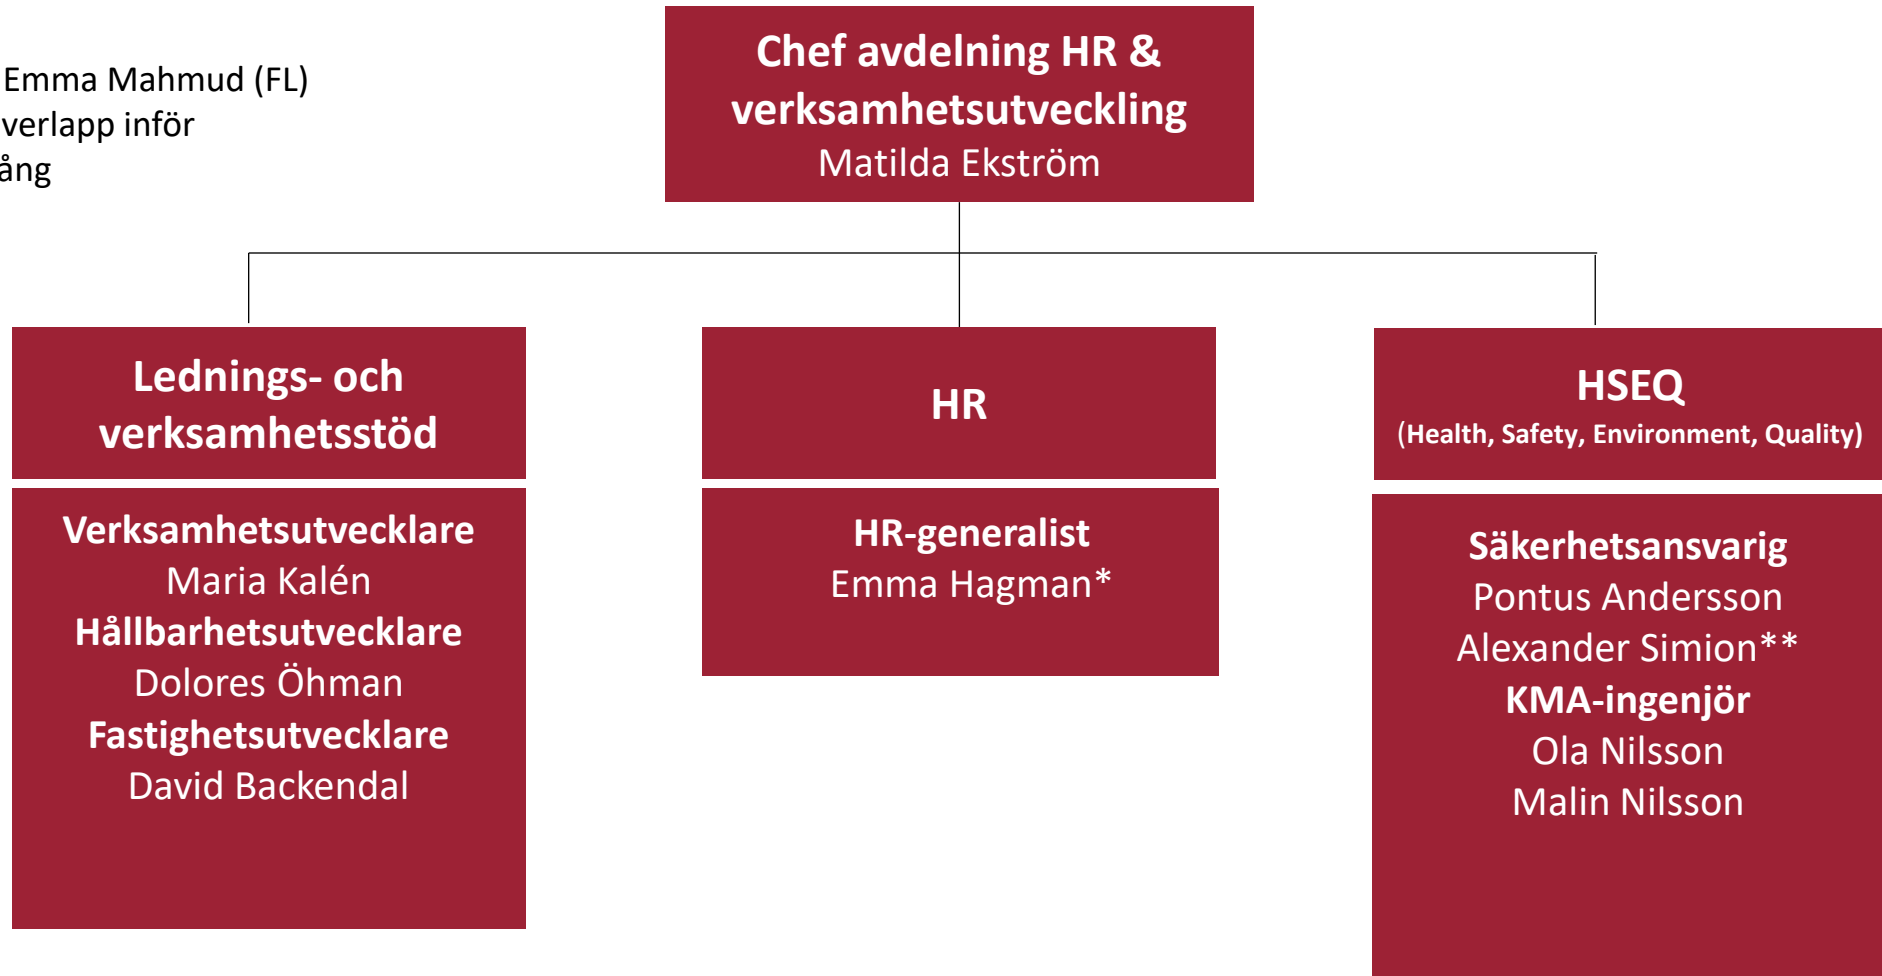 Emma Mahmud (FL)
verlapp inför
Chef avdelning HR &
verksamhetsutveckling
Matilda Ekström
Lednings- och
verksamhetsstöd
Verksamhetsutvecklare
Maria Kalén
Hållbarhetsutvecklare
Dolores Öhman
Fastighetsutvecklare
David Backendal
HR
HR-generalist
Emma Hagman*
HSEQ
(Health, Safety, Environment, Quality)
Säkerhetsansvarig
Pontus Andersson
Alexander Simion**
KMA-ingenjör
Ola Nilsson
Malin Nilsson